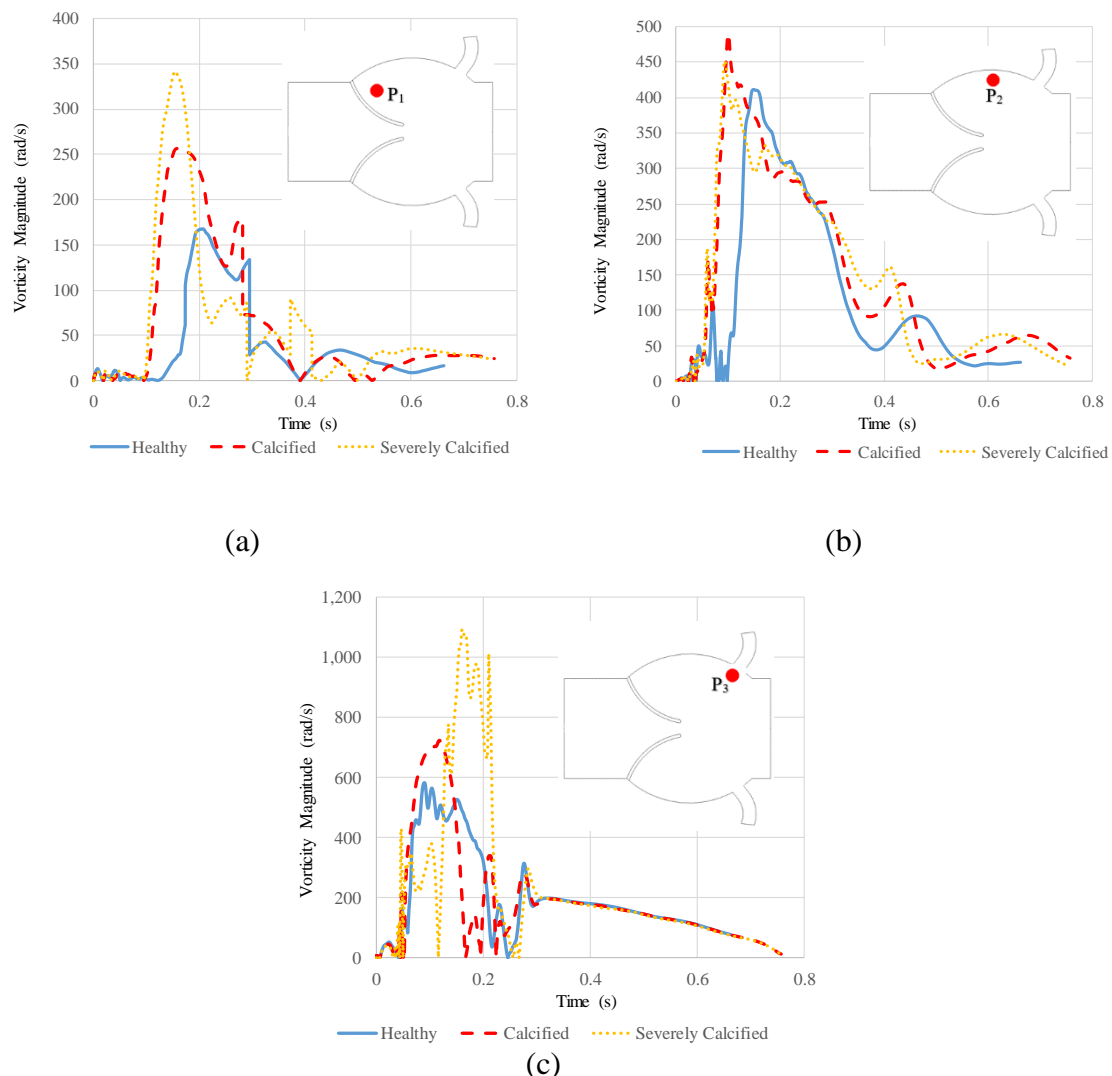 400
350
300
250
200
150
100
50
0
Vorticity Magnitude (rad/s)
P1
0 0.2 0.4 0.6 0.8
Time (s)
Healthy Calcified Severely Calcified
(a)
500
450
400
350
300
250
200
150
100
50
0
Vorticity Magnitude (rad/s)
P2
0 0.2 0.4 0.6 0.8
Time (s)
Healthy Calcified Severely Calcified
(b)
1,200
1,000
800
600
400
200
0
Vorticity Magnitude (rad/s)
P3
0 0.2 0.4 0.6 0.8
Time (s)
Healthy Calcified Severely Calcified
(c)